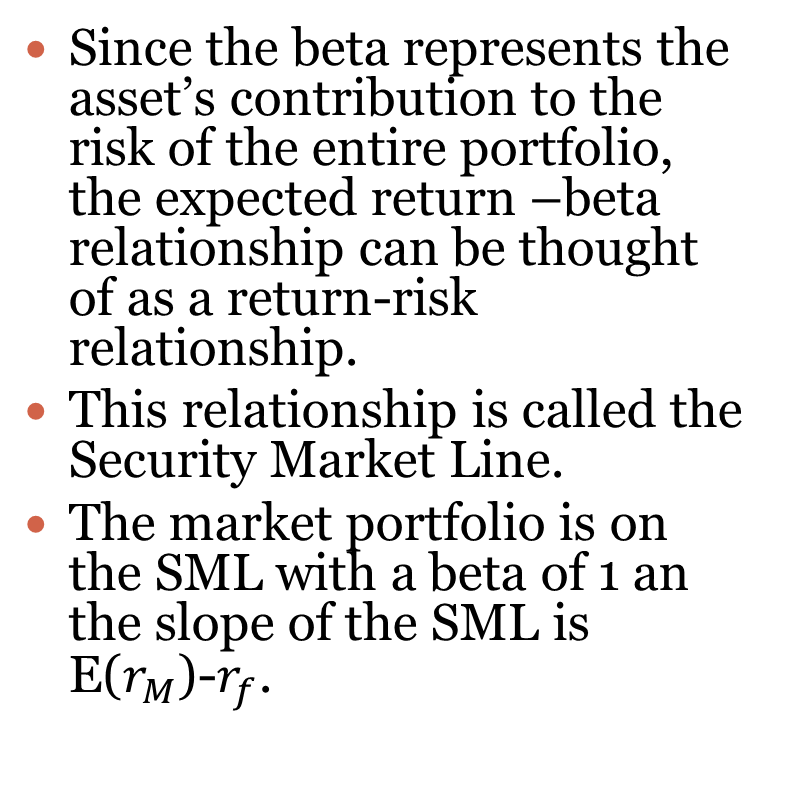 • Since the beta represents the
asset’s contribution to the
risk of the entire portfolio,
the expected return –beta
relationship can be thought
of as a return-risk
relationship.
• This relationship is called the
Security Market Line.
• The market portfolio is on
the SML with a beta of 1 an
the slope of the SML is
E(𝑟𝑀)-𝑟𝑓.